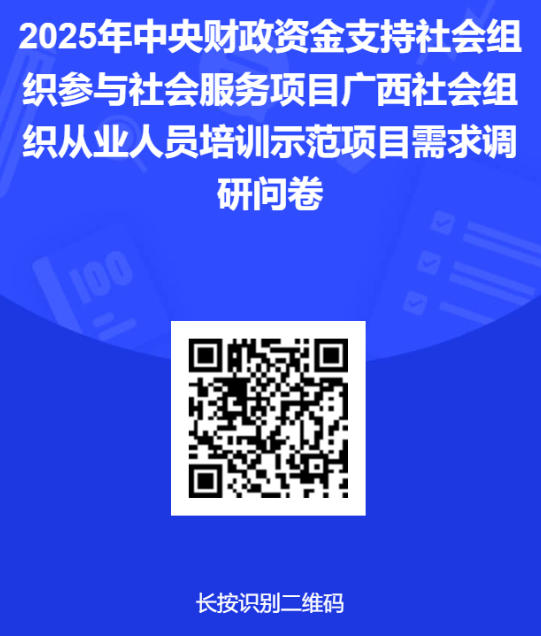 2025年中央财政资金支持社会组
织参与社会服务项目广西社会组
织从业人员培训示范项目需求调
研问卷
100
长按识别二维码